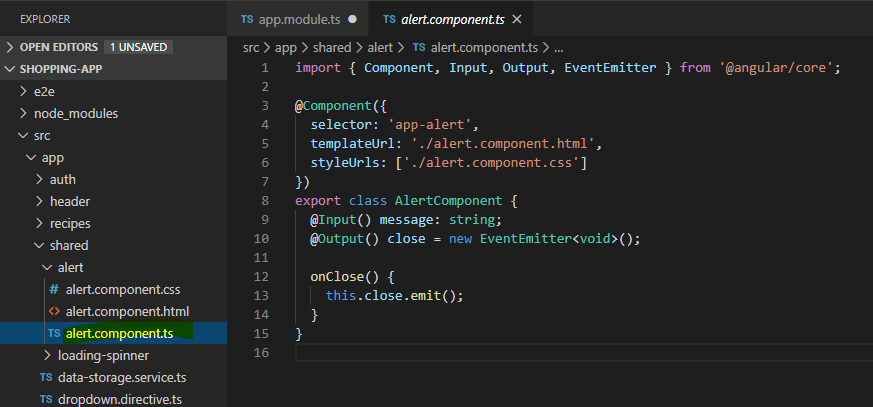 EXPLORER
OPEN EDITORS 1 UNSAVED
SHOPPING-APP
e2e
node_modules
src
app
auth
header
recipes
shared
alert
# alert.component.css
<> alert.component.html
TS alert.component.ts
loading-spinner
TS data-storage.service.ts
TS dropdown.directive.ts
TS app.module.ts ● TS alert.component.ts ×
src > app > shared > alert > TS alert.component.ts > ...
1 import { Component, Input, Output, EventEmitter } from '@angular/core';
2
3 @Component({
4   selector: 'app-alert',
5   templateUrl: './alert.component.html',
6   styleUrls: ['./alert.component.css']
7 })
8 export class AlertComponent {
9   @Input() message: string;
10   @Output() close = new EventEmitter<void>();
11
12   onClose() {
13     this.close.emit();
14   }
15 }
16